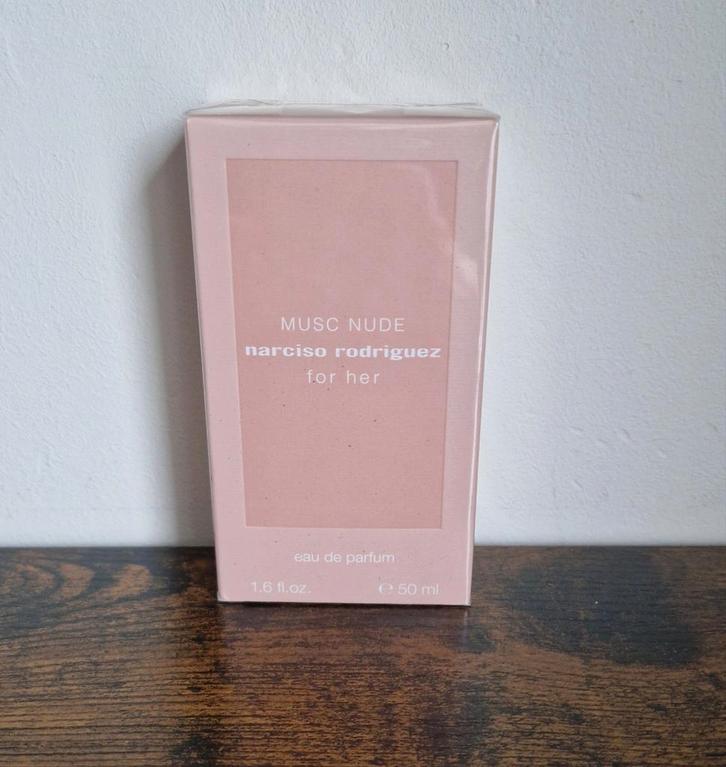 MUSC NUDE
narciso rodriguez
for her
eau de parfum
1.6 fl.oz. ℮ 50 ml